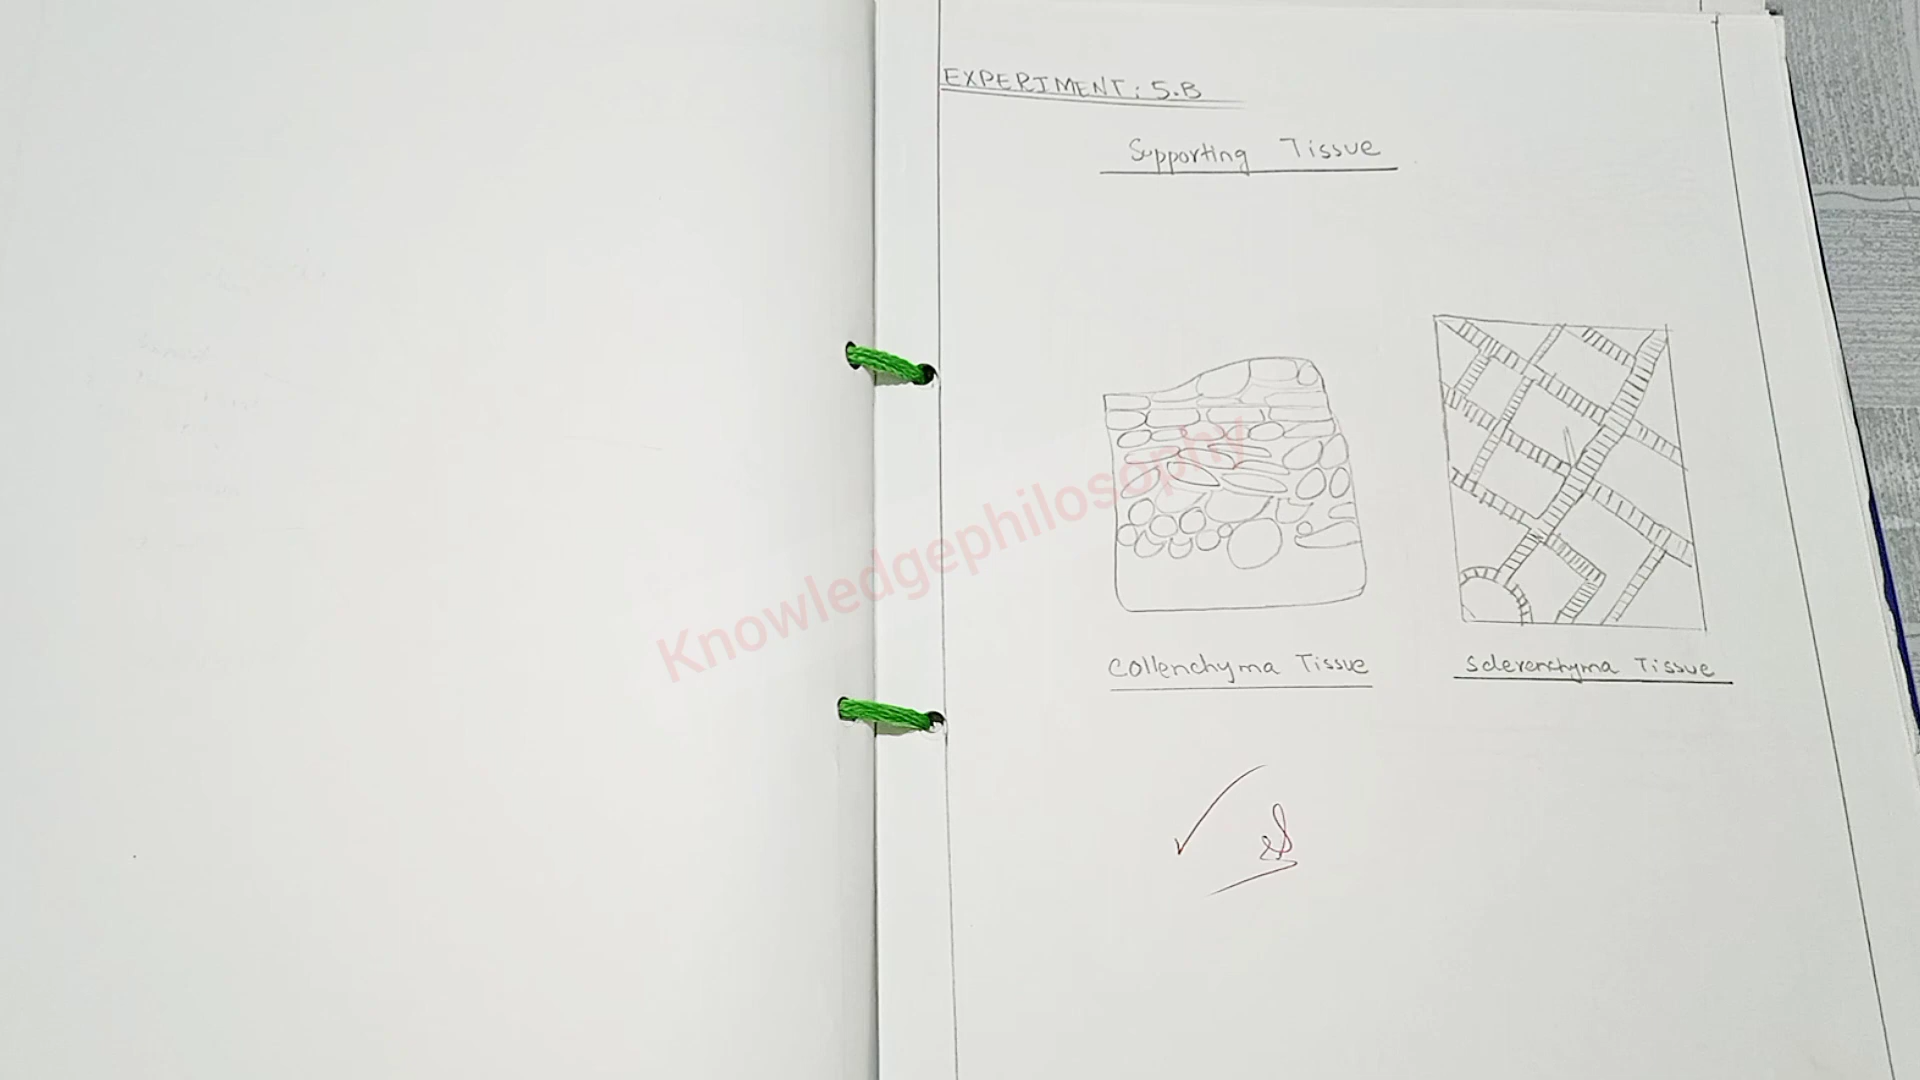 EXPERIMENT: 5.B
Supporting Tissue
Knowledgephilosophy
Collenchyma Tissue
Sclerenchyma Tissue